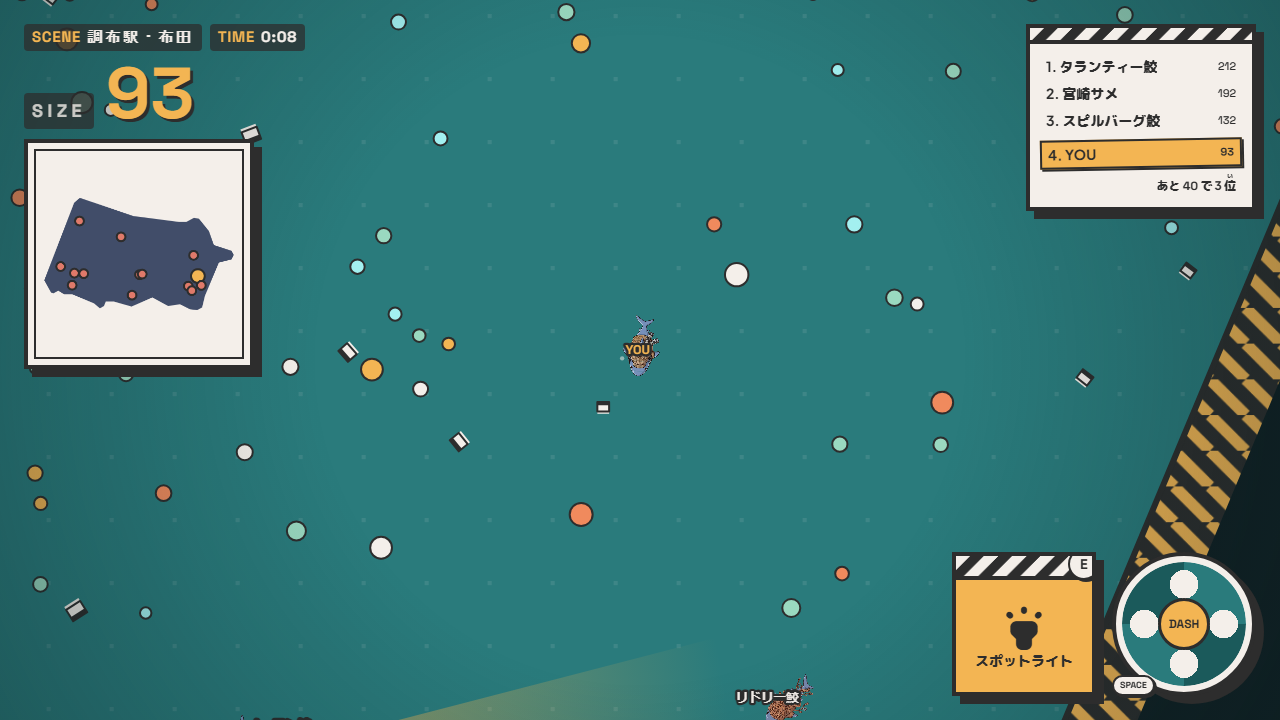 SCENE 調布駅 - 布田
TIME 0:08
SIZE 93
1. タランティー鮫 212
2. 宮崎サメ 192
3. スピルバーグ鮫 132
4. YOU 93
あと40で3位
い
YOU
E
スポットライト
DASH
SPACE
リドリー鮫